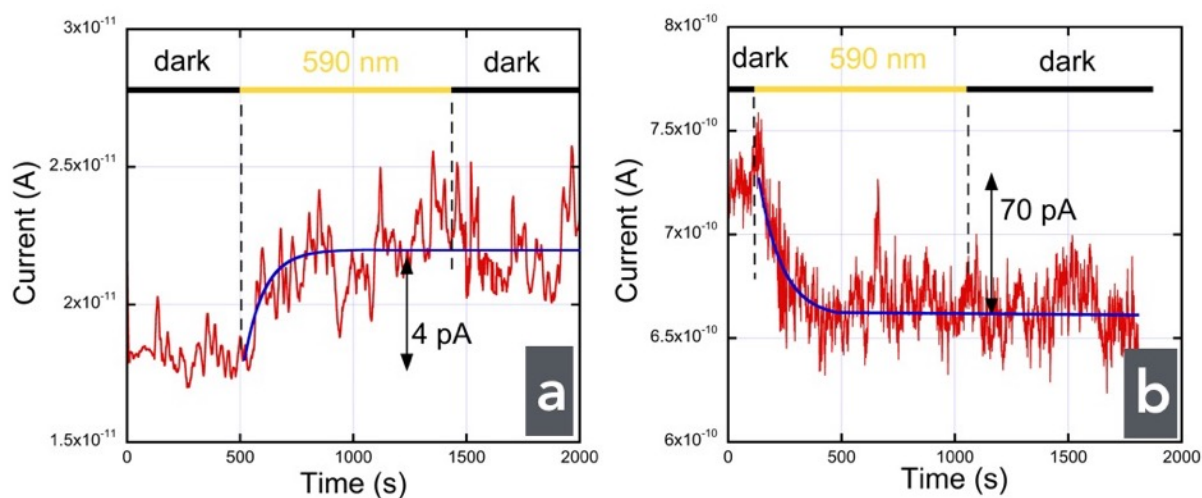 3x10-11
dark 590 nm dark
2.5x10-11
Current (A)
2x10-11
4 pA
1.5x10-11
0 500 1000 1500 2000
Time (s)
a
8x10-10
dark 590 nm dark
7.5x10-10
Current (A)
70 pA
7x10-10
6.5x10-10
6x10-10
0 500 1000 1500 2000
Time (s)
b